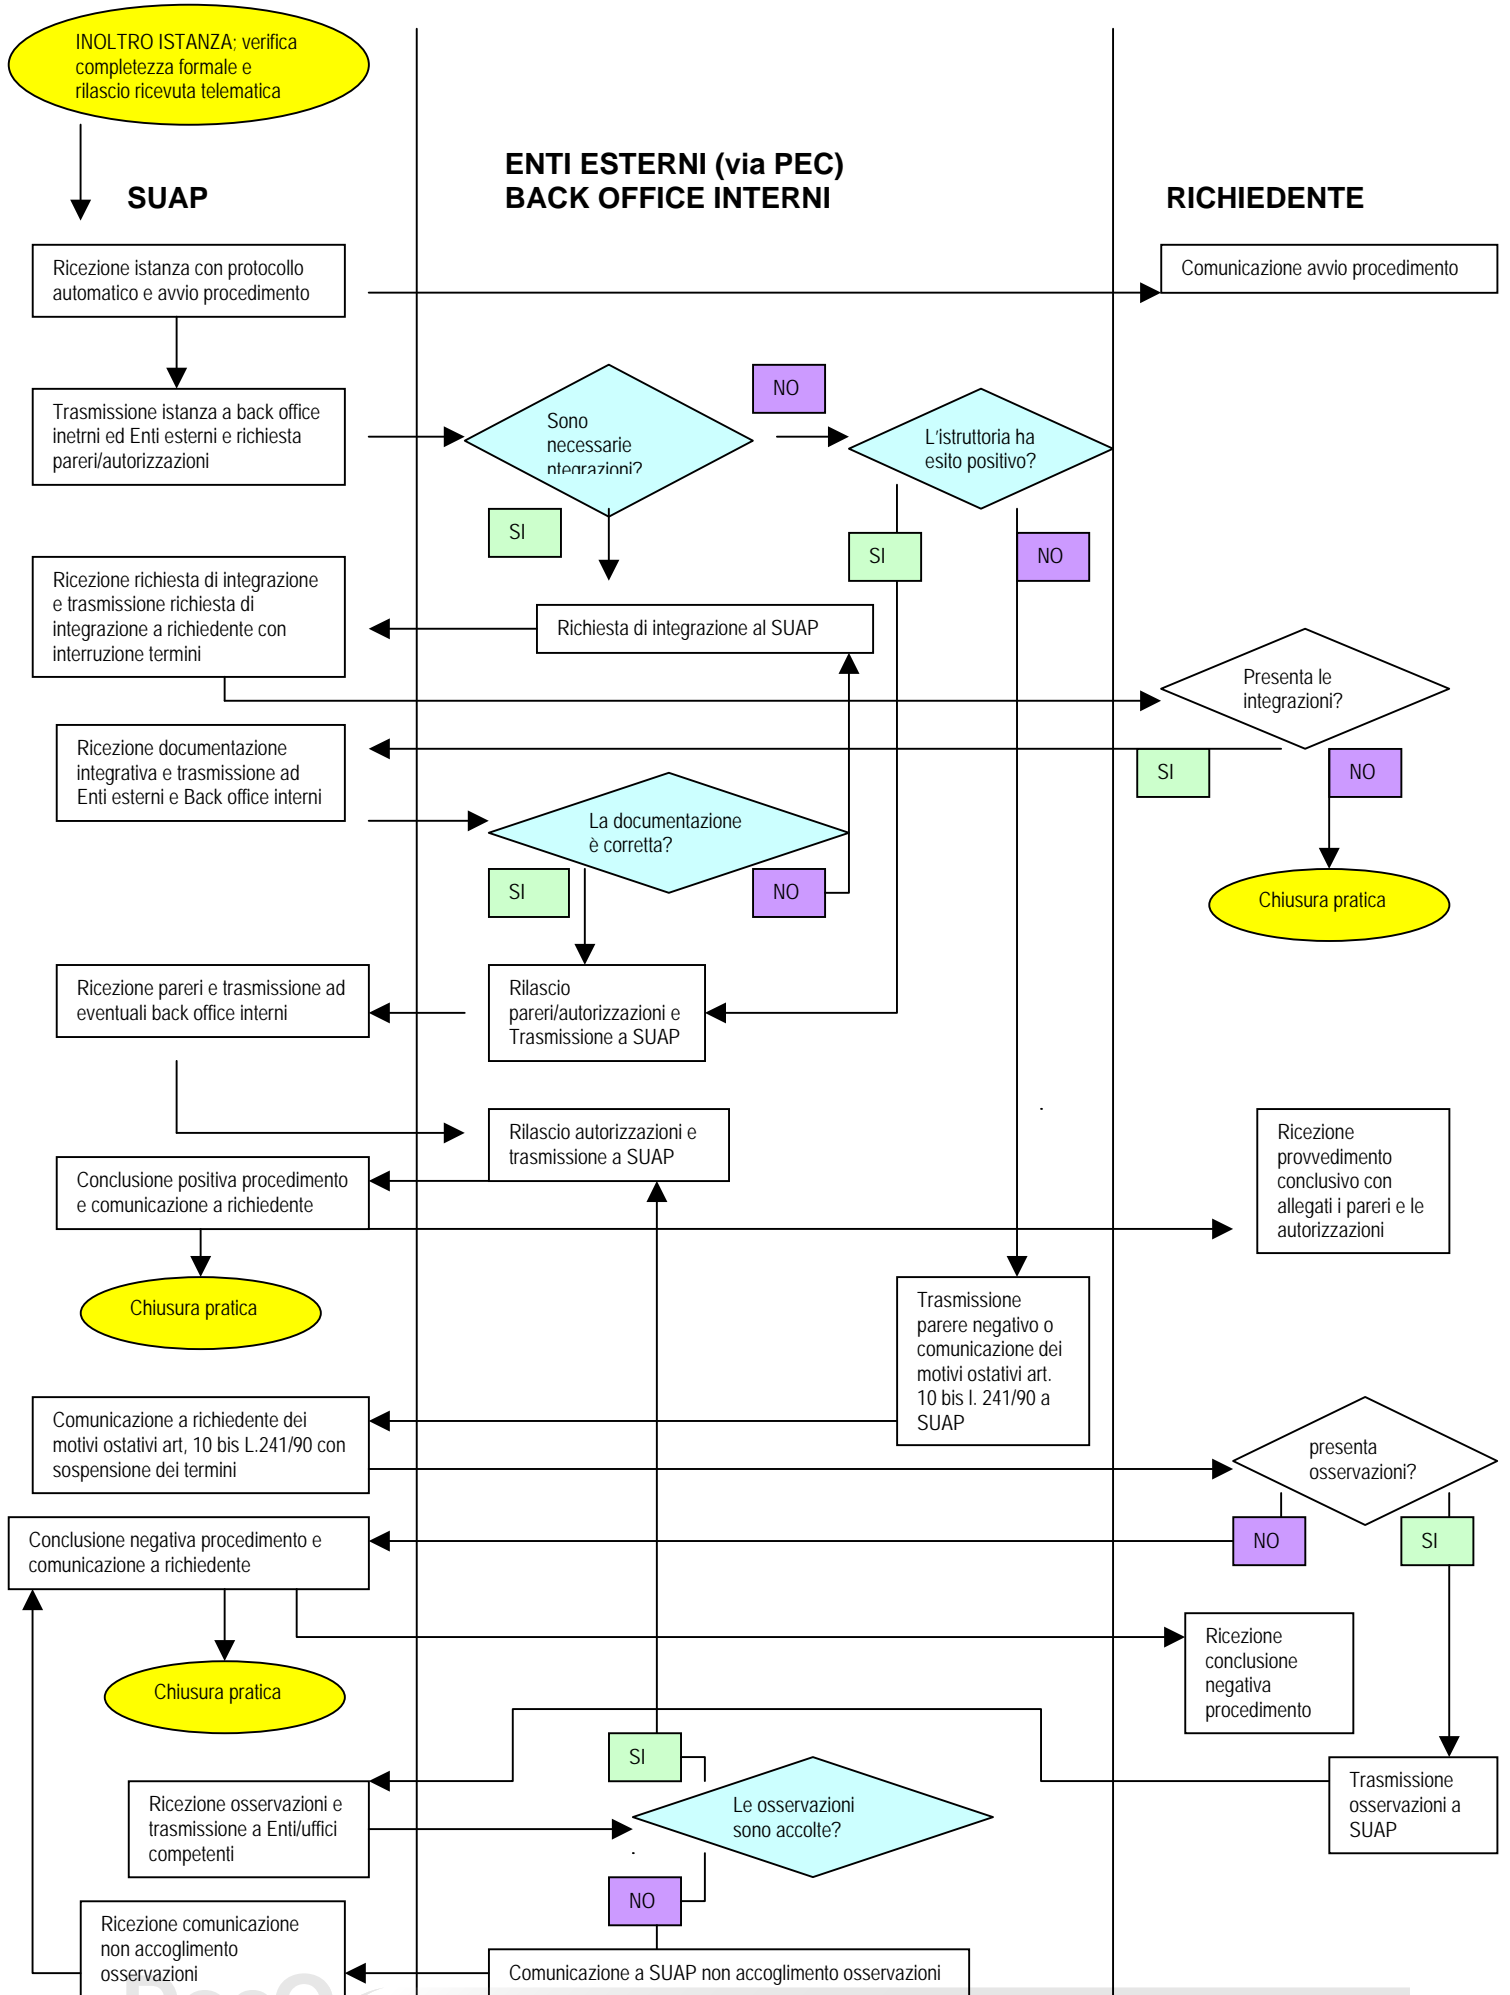 INOLTRO ISTANZA; verifica
completezza formale e
rilascio ricevuta telematica
SUAP
ENTI ESTERNI (via PEC)
BACK OFFICE INTERNI
RICHIEDENTE
Ricezione istanza con protocollo
automatico e avvio procedimento
Comunicazione avvio procedimento
Trasmissione istanza a back office
inetrni ed Enti esterni e richiesta
pareri/autorizzazioni
Sono
necessarie
ntegrazioni?
NO
L'istruttoria ha
esito positivo?
SI
SI
NO
Ricezione richiesta di integrazione
e trasmissione richiesta di
integrazione a richiedente con
interruzione termini
Richiesta di integrazione al SUAP
Presenta le
integrazioni?
Ricezione documentazione
integrativa e trasmissione ad
Enti esterni e Back office interni
SI
NO
La documentazione
è corretta?
SI
NO
Chiusura pratica
Ricezione pareri e trasmissione ad
eventuali back office interni
Rilascio
pareri/autorizzazioni e
Trasmissione a SUAP
Rilascio autorizzazioni e
trasmissione a SUAP
Ricezione
provvedimento
conclusivo con
allegati i pareri e le
autorizzazioni
Conclusione positiva procedimento
e comunicazione a richiedente
Chiusura pratica
Trasmissione
parere negativo o
comunicazione dei
motivi ostativi art.
10 bis l. 241/90 a
SUAP
Comunicazione a richiedente dei
motivi ostativi art, 10 bis L.241/90 con
sospensione dei termini
presenta
osservazioni?
Conclusione negativa procedimento e
comunicazione a richiedente
NO
SI
Ricezione
conclusione
negativa
procedimento
Chiusura pratica
SI
Ricezione osservazioni e
trasmissione a Enti/uffici
competenti
Le osservazioni
sono accolte?
Trasmissione
osservazioni a
SUAP
NO
Ricezione comunicazione
non accoglimento
osservazioni
Comunicazione a SUAP non accoglimento osservazioni